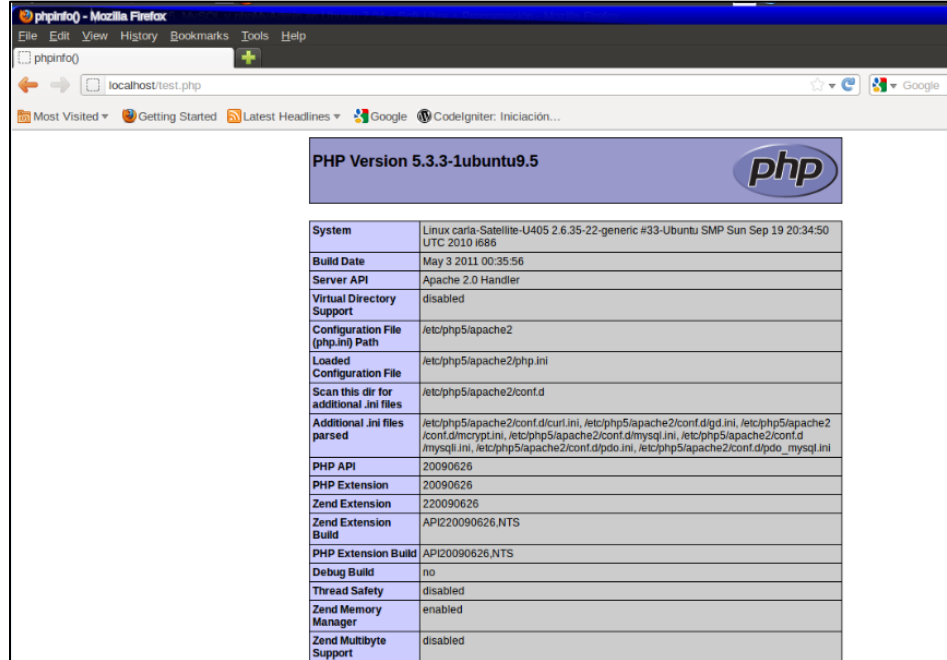 phpinfo() - Mozilla Firefox
File Edit View History Bookmarks Tools Help
phpinfo()
localhost/test.php
Google
Most Visited
Getting Started
Latest Headlines
Google
CodeIgniter: Iniciación...
PHP Version 5.3.3-1ubuntu9.5
php
System
Linux carla-Satellite-U405 2.6.35-22-generic #33-Ubuntu SMP Sun Sep 19 20:34:50
UTC 2010 i686
Build Date
May 3 2011 00:35:56
Server API
Apache 2.0 Handler
Virtual Directory
Support
disabled
Configuration File
(php.ini) Path
/etc/php5/apache2
Loaded
Configuration File
/etc/php5/apache2/php.ini
Scan this dir for
additional .ini files
/etc/php5/apache2/conf.d
Additional .ini files
parsed
/etc/php5/apache2/conf.d/curl.ini, /etc/php5/apache2/conf.d/gd.ini, /etc/php5/apache2
/conf.d/mcrypt.ini, /etc/php5/apache2/conf.d/mysql.ini, /etc/php5/apache2/conf.d
/mysqli.ini, /etc/php5/apache2/conf.d/pdo.ini, /etc/php5/apache2/conf.d/pdo_mysql.ini
PHP API
20090626
PHP Extension
20090626
Zend Extension
220090626
Zend Extension
Build
API220090626,NTS
PHP Extension Build
API20090626,NTS
Debug Build
no
Thread Safety
disabled
Zend Memory
Manager
enabled
Zend Multibyte
Support
disabled